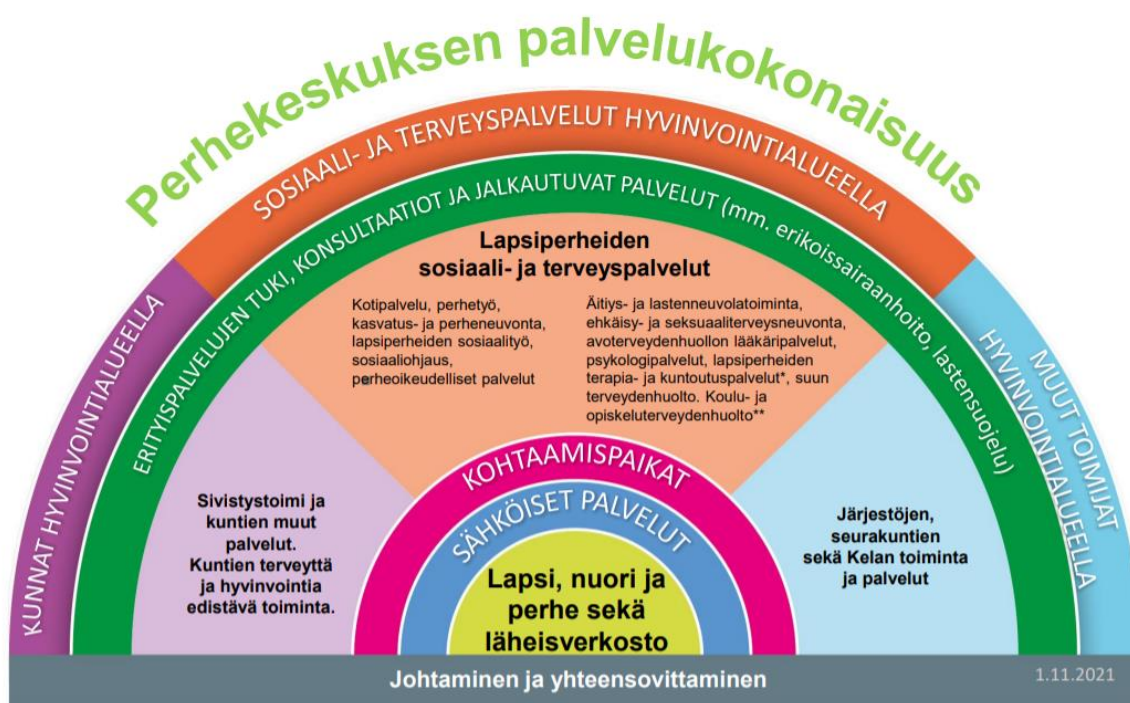 Perhekeskuksen palvelukokonaisuus
SOSIAALI- JA TERVEYSPALVELUT HYVINVOINTIALUEELLA
KUNNAT HYVINVOINTIALUEELLA
MUUT TOIMIJAT
HYVINVOINTIALUEELLA
ERITYISPALVELUJEN TUKI, KONSULTAATIOT JA JALKAUTUVAT PALVELUT (mm. erikoissairaanhoito, lastensuojelu)
Lapsiperheiden
sosiaali- ja terveyspalvelut
Kotipalvelu, perhetyö,
kasvatus- ja perheneuvonta,
lapsiperheiden sosiaalityö,
sosiaaliohjaus,
perheoikeudelliset palvelut
Äitiys- ja lastenneuvolatoiminta,
ehkäisy- ja seksuaaliterveysneuvonta,
avoterveydenhuollon lääkäripalvelut,
psykologipalvelut, lapsiperheiden
terapia- ja kuntoutuspalvelut*, suun
terveydenhuolto. Koulu- ja
opiskeluterveydenhuolto**
Sivistystoimi ja
kuntien muut
palvelut.
Kuntien terveyttä
ja hyvinvointia
edistävä toiminta.
Järjestöjen,
seurakuntien
sekä Kelan toiminta
ja palvelut
KOHTAAMISPAIKAT
SÄHKÖISET PALVELUT
Lapsi, nuori ja
perhe sekä
läheisverkosto
Johtaminen ja yhteensovittaminen
1.11.2021